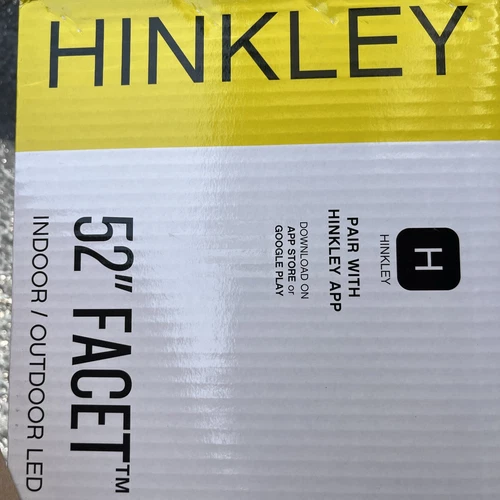 HINKLEY
H
HINKLEY
PAIR WITH
HINKLEY APP
DOWNLOAD ON
APP STORE or
GOOGLE PLAY
52" FACET™
INDOOR / OUTDOOR LED